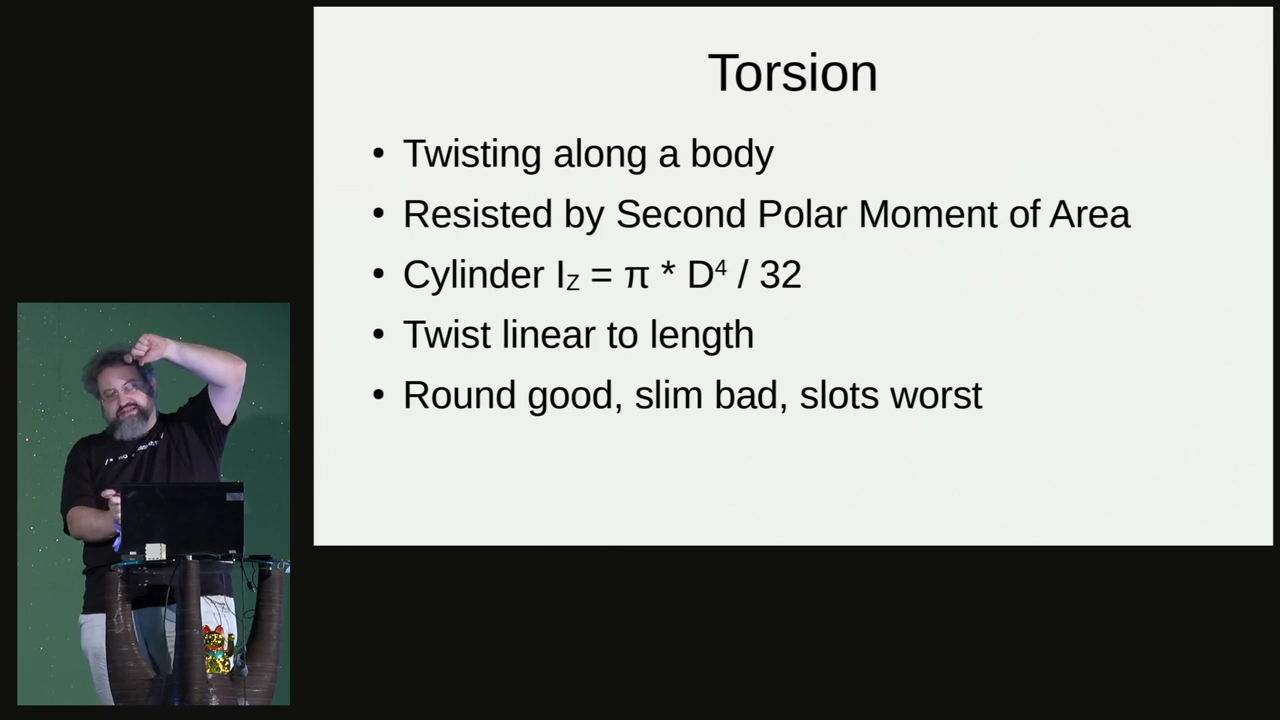 Torsion
• Twisting along a body
• Resisted by Second Polar Moment of Area
• Cylinder IZ = π * D⁴ / 32
• Twist linear to length
• Round good, slim bad, slots worst